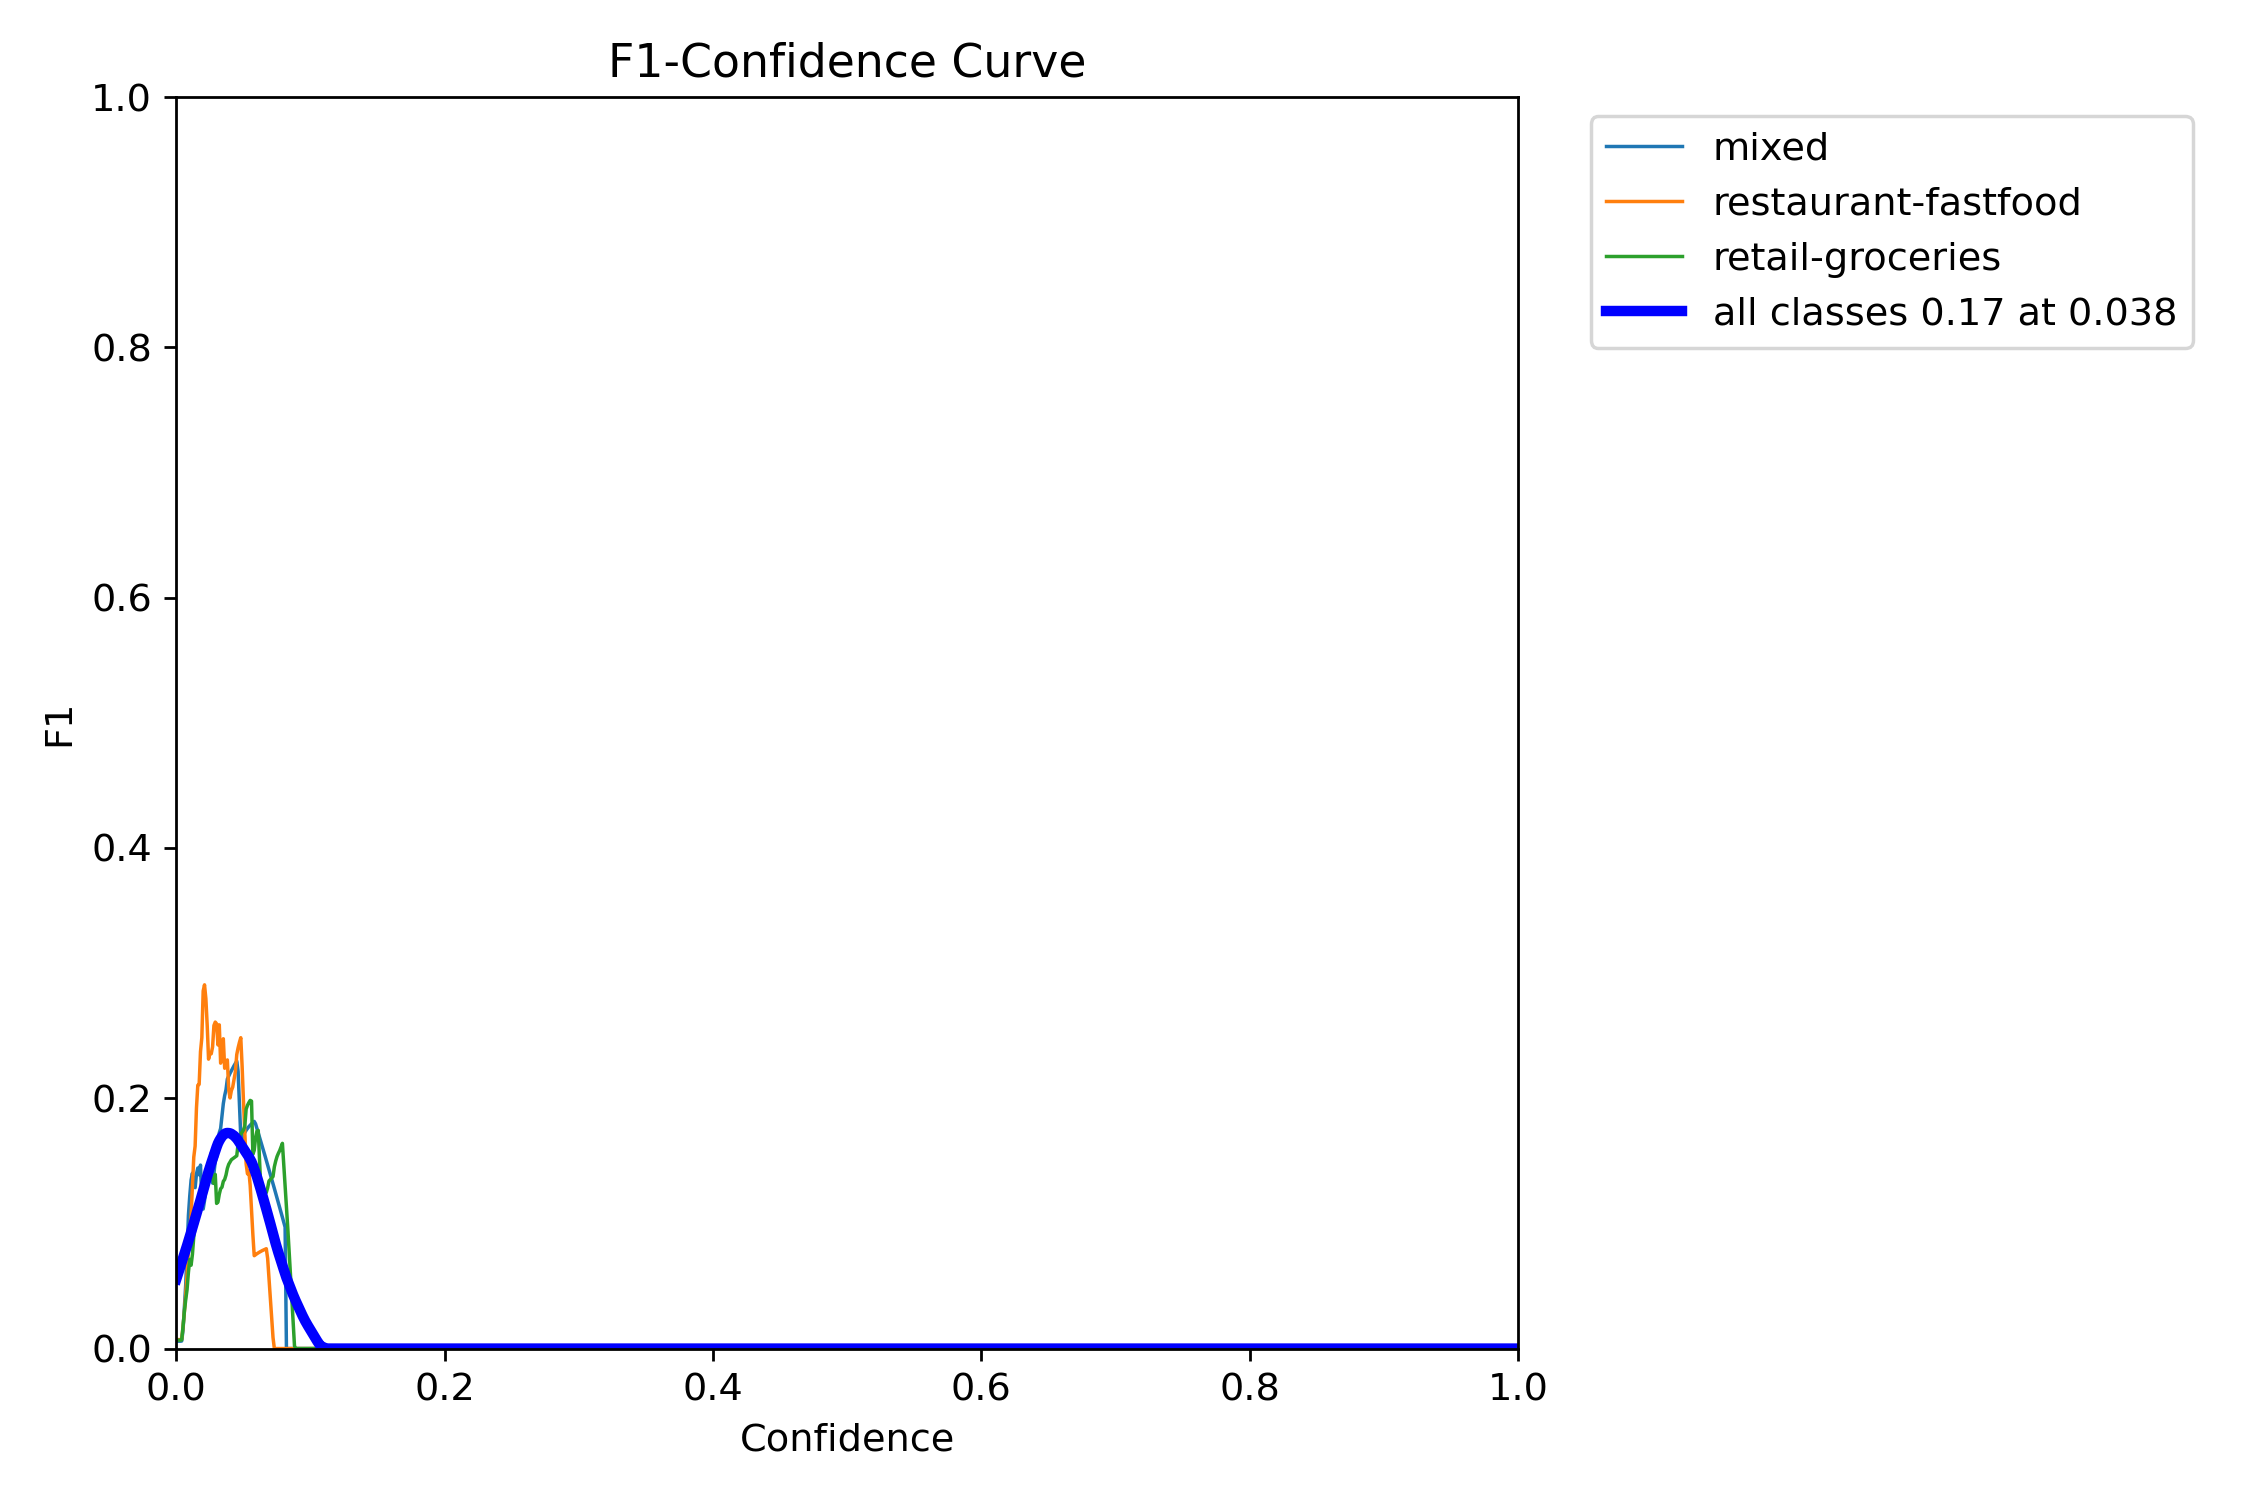 F1-Confidence Curve
1.0
0.8
0.6
0.4
0.2
0.0
F1
0.0 0.2 0.4 0.6 0.8 1.0
Confidence
mixed
restaurant-fastfood
retail-groceries
all classes 0.17 at 0.038